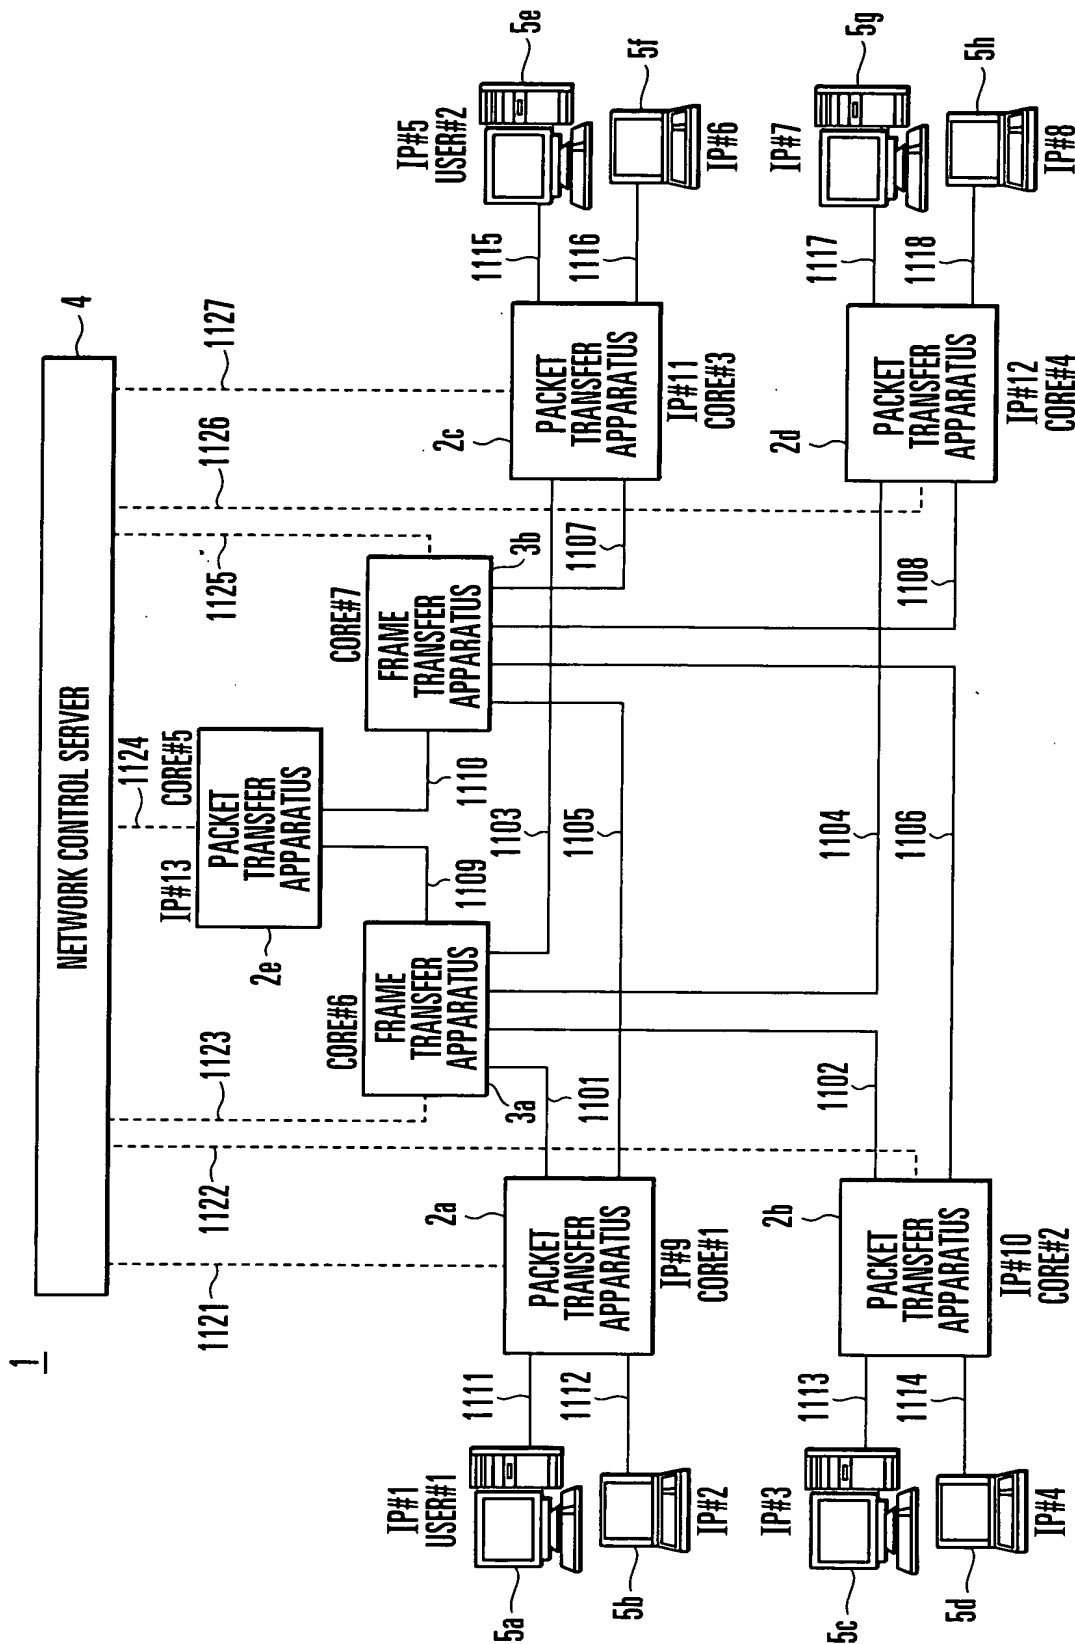 1
NETWORK CONTROL SERVER
4
1121
1122
1123
1124
1125
1126
1127
IP#13
CORE#5
PACKET
TRANSFER
APPARATUS
2e
CORE#6
FRAME
TRANSFER
APPARATUS
3a
CORE#7
FRAME
TRANSFER
APPARATUS
3b
1109
1110
1101
1103
1105
1107
IP#1
USER#1
5a
1111
IP#2
5b
1112
2a
PACKET
TRANSFER
APPARATUS
IP#9
CORE#1
2c
PACKET
TRANSFER
APPARATUS
IP#11
CORE#3
1115
IP#5
USER#2
5e
1116
5f
IP#6
1102
1104
1106
1108
IP#3
5c
1113
IP#4
5d
1114
2b
PACKET
TRANSFER
APPARATUS
IP#10
CORE#2
2d
PACKET
TRANSFER
APPARATUS
IP#12
CORE#4
1117
IP#7
5g
1118
5h
IP#8